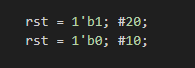 rst = 1'b1; #20;
rst = 1'b0; #10;